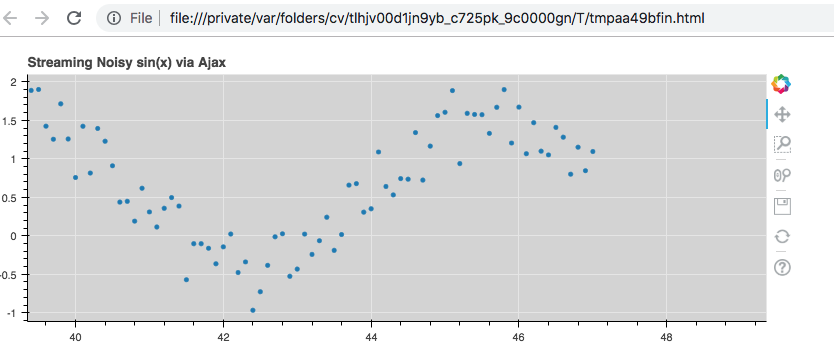 File file:///private/var/folders/cv/tlhjv00d1jn9yb_c725pk_9c0000gn/T/tmpaa49bfin.html
Streaming Noisy sin(x) via Ajax
2
1.5
1
0.5
0
-0.5
-1
40 42 44 46 48